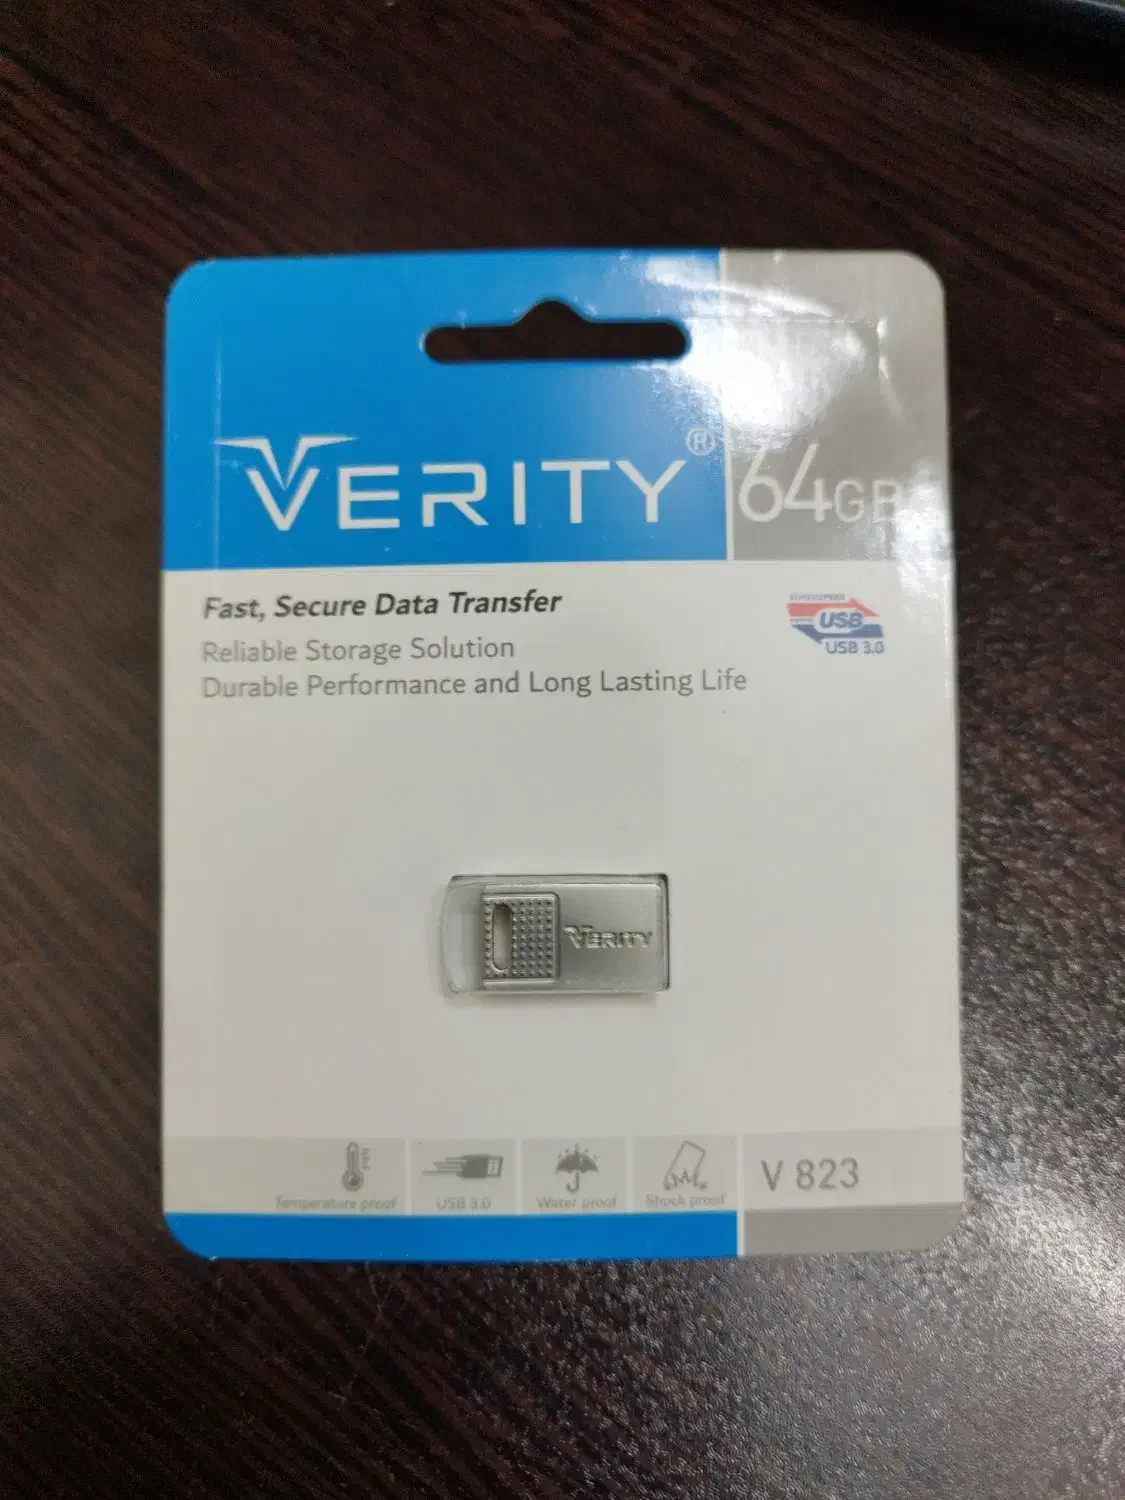 VERITY® 64GB
Fast, Secure Data Transfer
Reliable Storage Solution
Durable Performance and Long Lasting Life
SUPERSPEED
USB
USB 3.0
VERITY
Temperature proof
USB 3.0
Water proof
Shock proof
V 823